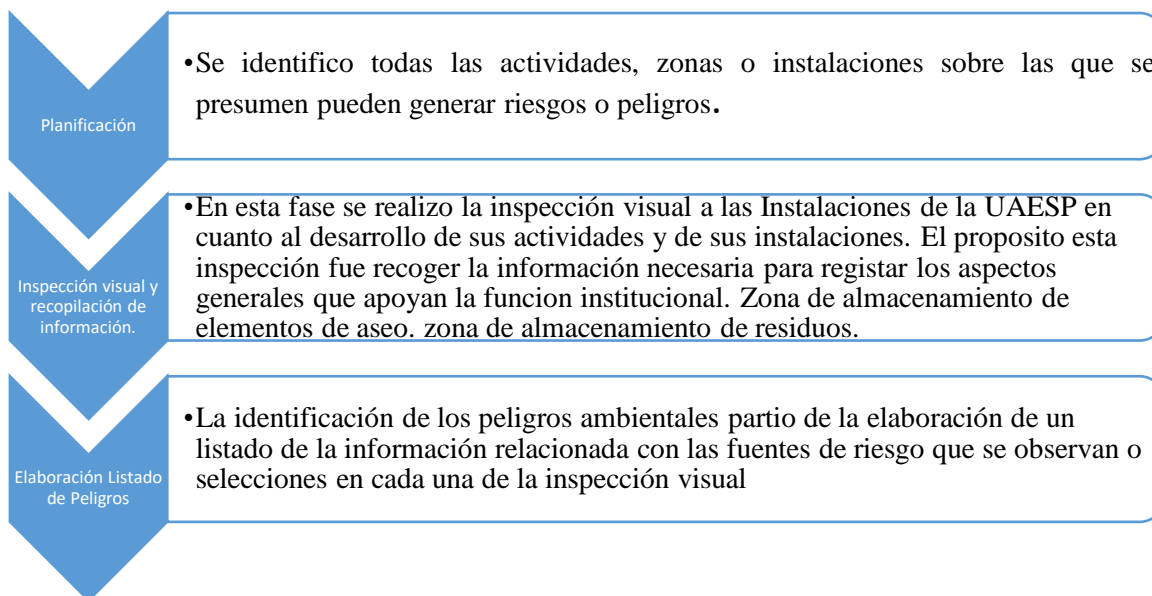 Planificación
•Se identifico todas las actividades, zonas o instalaciones sobre las que se
presumen pueden generar riesgos o peligros.
Inspección visual y
recopilación de
información.
•En esta fase se realizo la inspección visual a las Instalaciones de la UAESP en
cuanto al desarrollo de sus actividades y de sus instalaciones. El proposito esta
inspección fue recoger la información necesaria para registar los aspectos
generales que apoyan la funcion institucional. Zona de almacenamiento de
elementos de aseo. zona de almacenamiento de residuos.
Elaboración Listado
de Peligros
•La identificación de los peligros ambientales partio de la elaboración de un
listado de la información relacionada con las fuentes de riesgo que se observan o
selecciones en cada una de la inspección visual